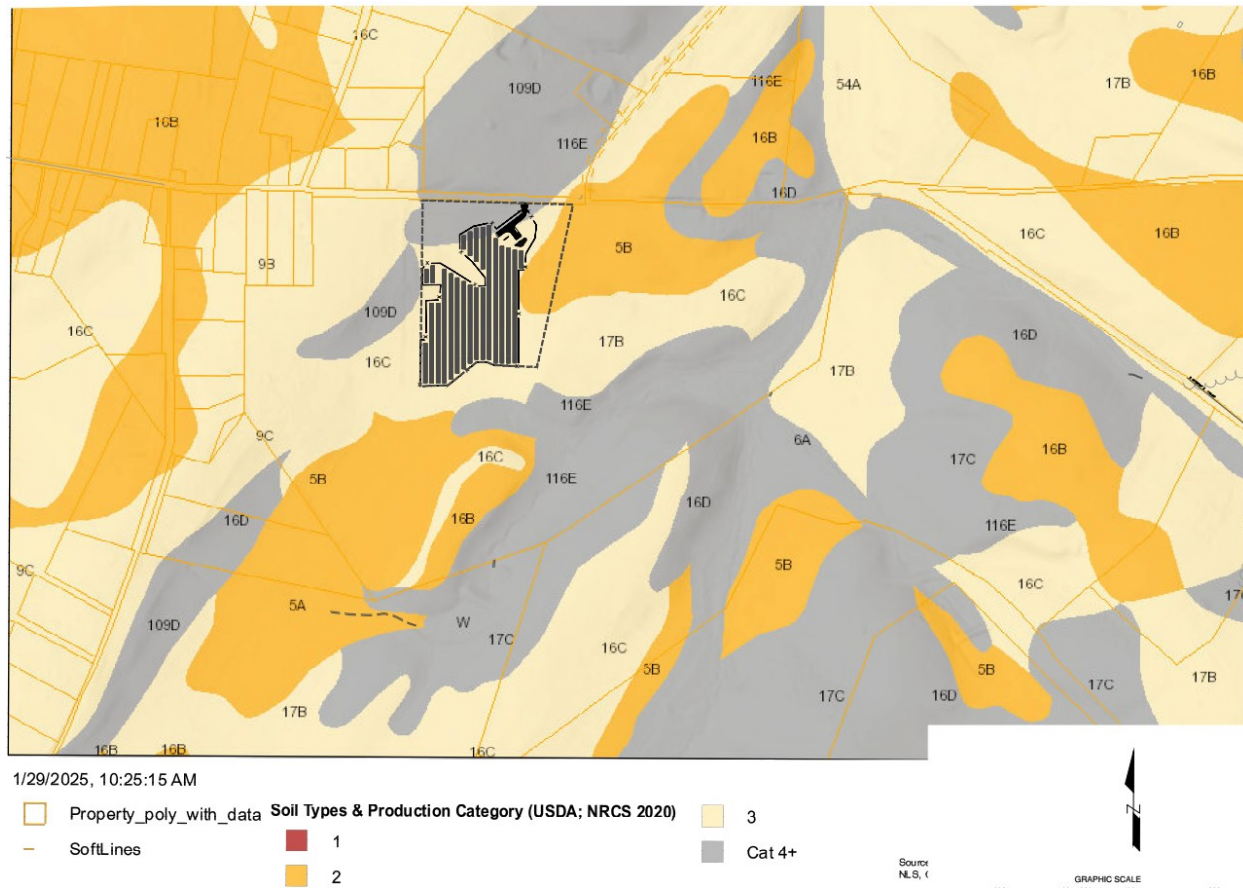 16C
109D
116E
54A
17B
16B
16B
16B
116E
16D
5B
16C
16B
9B
16C
109D
16C
17B
16C
16D
17B
116E
9C
6A
17C
16B
5B
16C
116E
16D
16B
16D
116E
9C
5B
16C
5A
109D
W
17C
16C
5B
5B
17C
16D
17C
17B
17B
16B
16B
16C
1/29/2025, 10:25:15 AM
Property_poly_with_data
SoftLines
Soil Types & Production Category (USDA; NRCS 2020)
1
2
3
Cat 4+
NLS,
GRAPHIC SCALE
N